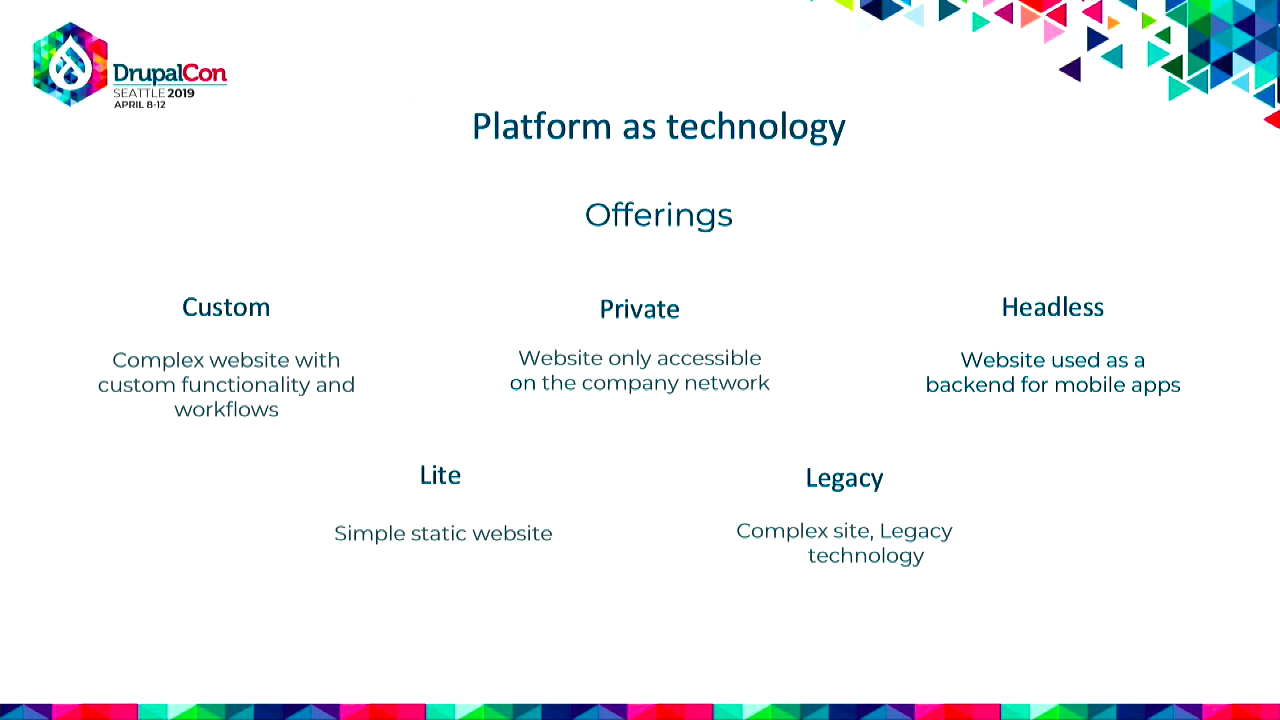 DrupalCon
SEATTLE 2019
APRIL 8-12
Platform as technology
Offerings
Custom
Complex website with
custom functionality and
workflows
Private
Website only accessible
on the company network
Headless
Website used as a
backend for mobile apps
Lite
Simple static website
Legacy
Complex site, Legacy
technology